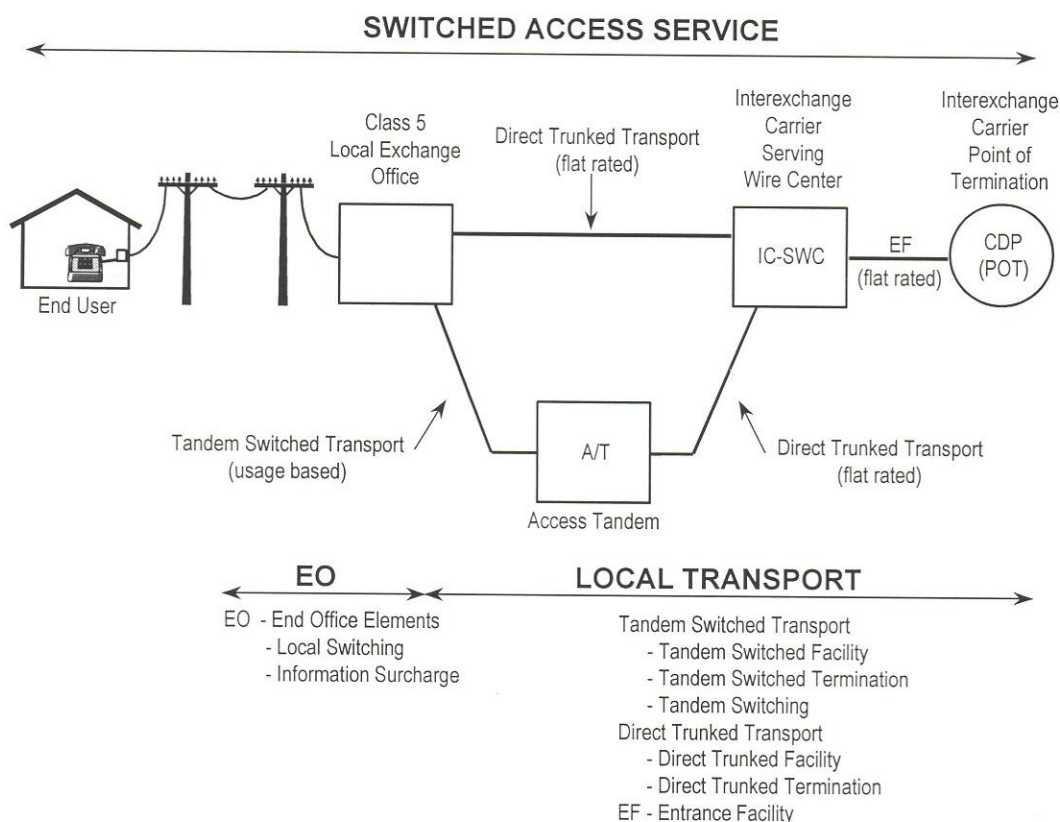 SWITCHED ACCESS SERVICE
Class 5
Local Exchange
Office
Direct Trunked Transport
(flat rated)
Interexchange
Carrier
Serving
Wire Center
Interexchange
Carrier
Point of
Termination
End User
IC-SWC
EF
(flat rated)
CDP
(POT)
Tandem Switched Transport
(usage based)
A/T
Access Tandem
Direct Trunked Transport
(flat rated)
EO
EO - End Office Elements
- Local Switching
- Information Surcharge
LOCAL TRANSPORT
Tandem Switched Transport
- Tandem Switched Facility
- Tandem Switched Termination
- Tandem Switching
Direct Trunked Transport
- Direct Trunked Facility
- Direct Trunked Termination
EF - Entrance Facility